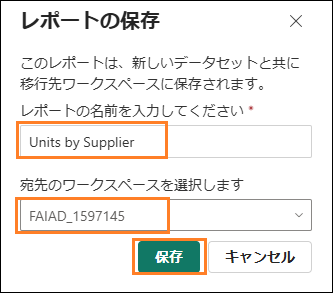 レポートの保存
このレポートは、新しいデータセットと共に
移行先ワークスペースに保存されます。
レポートの名前を入力してください *
Units by Supplier
宛先のワークスペースを選択します
FAIAD_1597145
保存 キャンセル